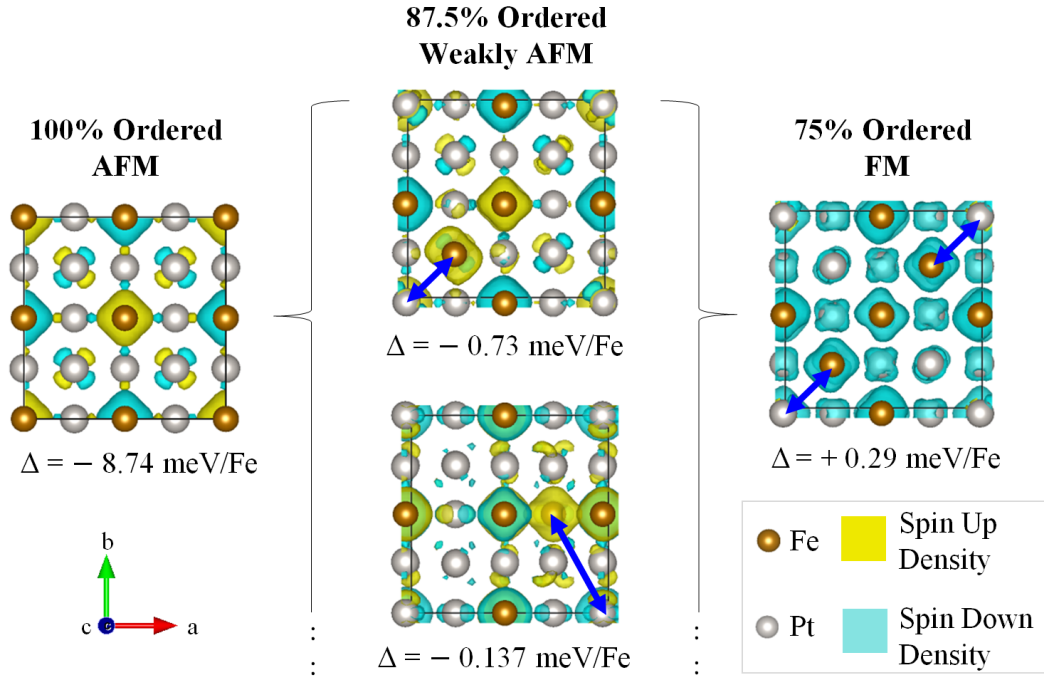 87.5% Ordered
Weakly AFM
100% Ordered
AFM
75% Ordered
FM
Δ = − 0.73 meV/Fe
Δ = − 8.74 meV/Fe
Δ = + 0.29 meV/Fe
Δ = − 0.137 meV/Fe
b
c
a
Fe
Spin Up
Density
Pt
Spin Down
Density